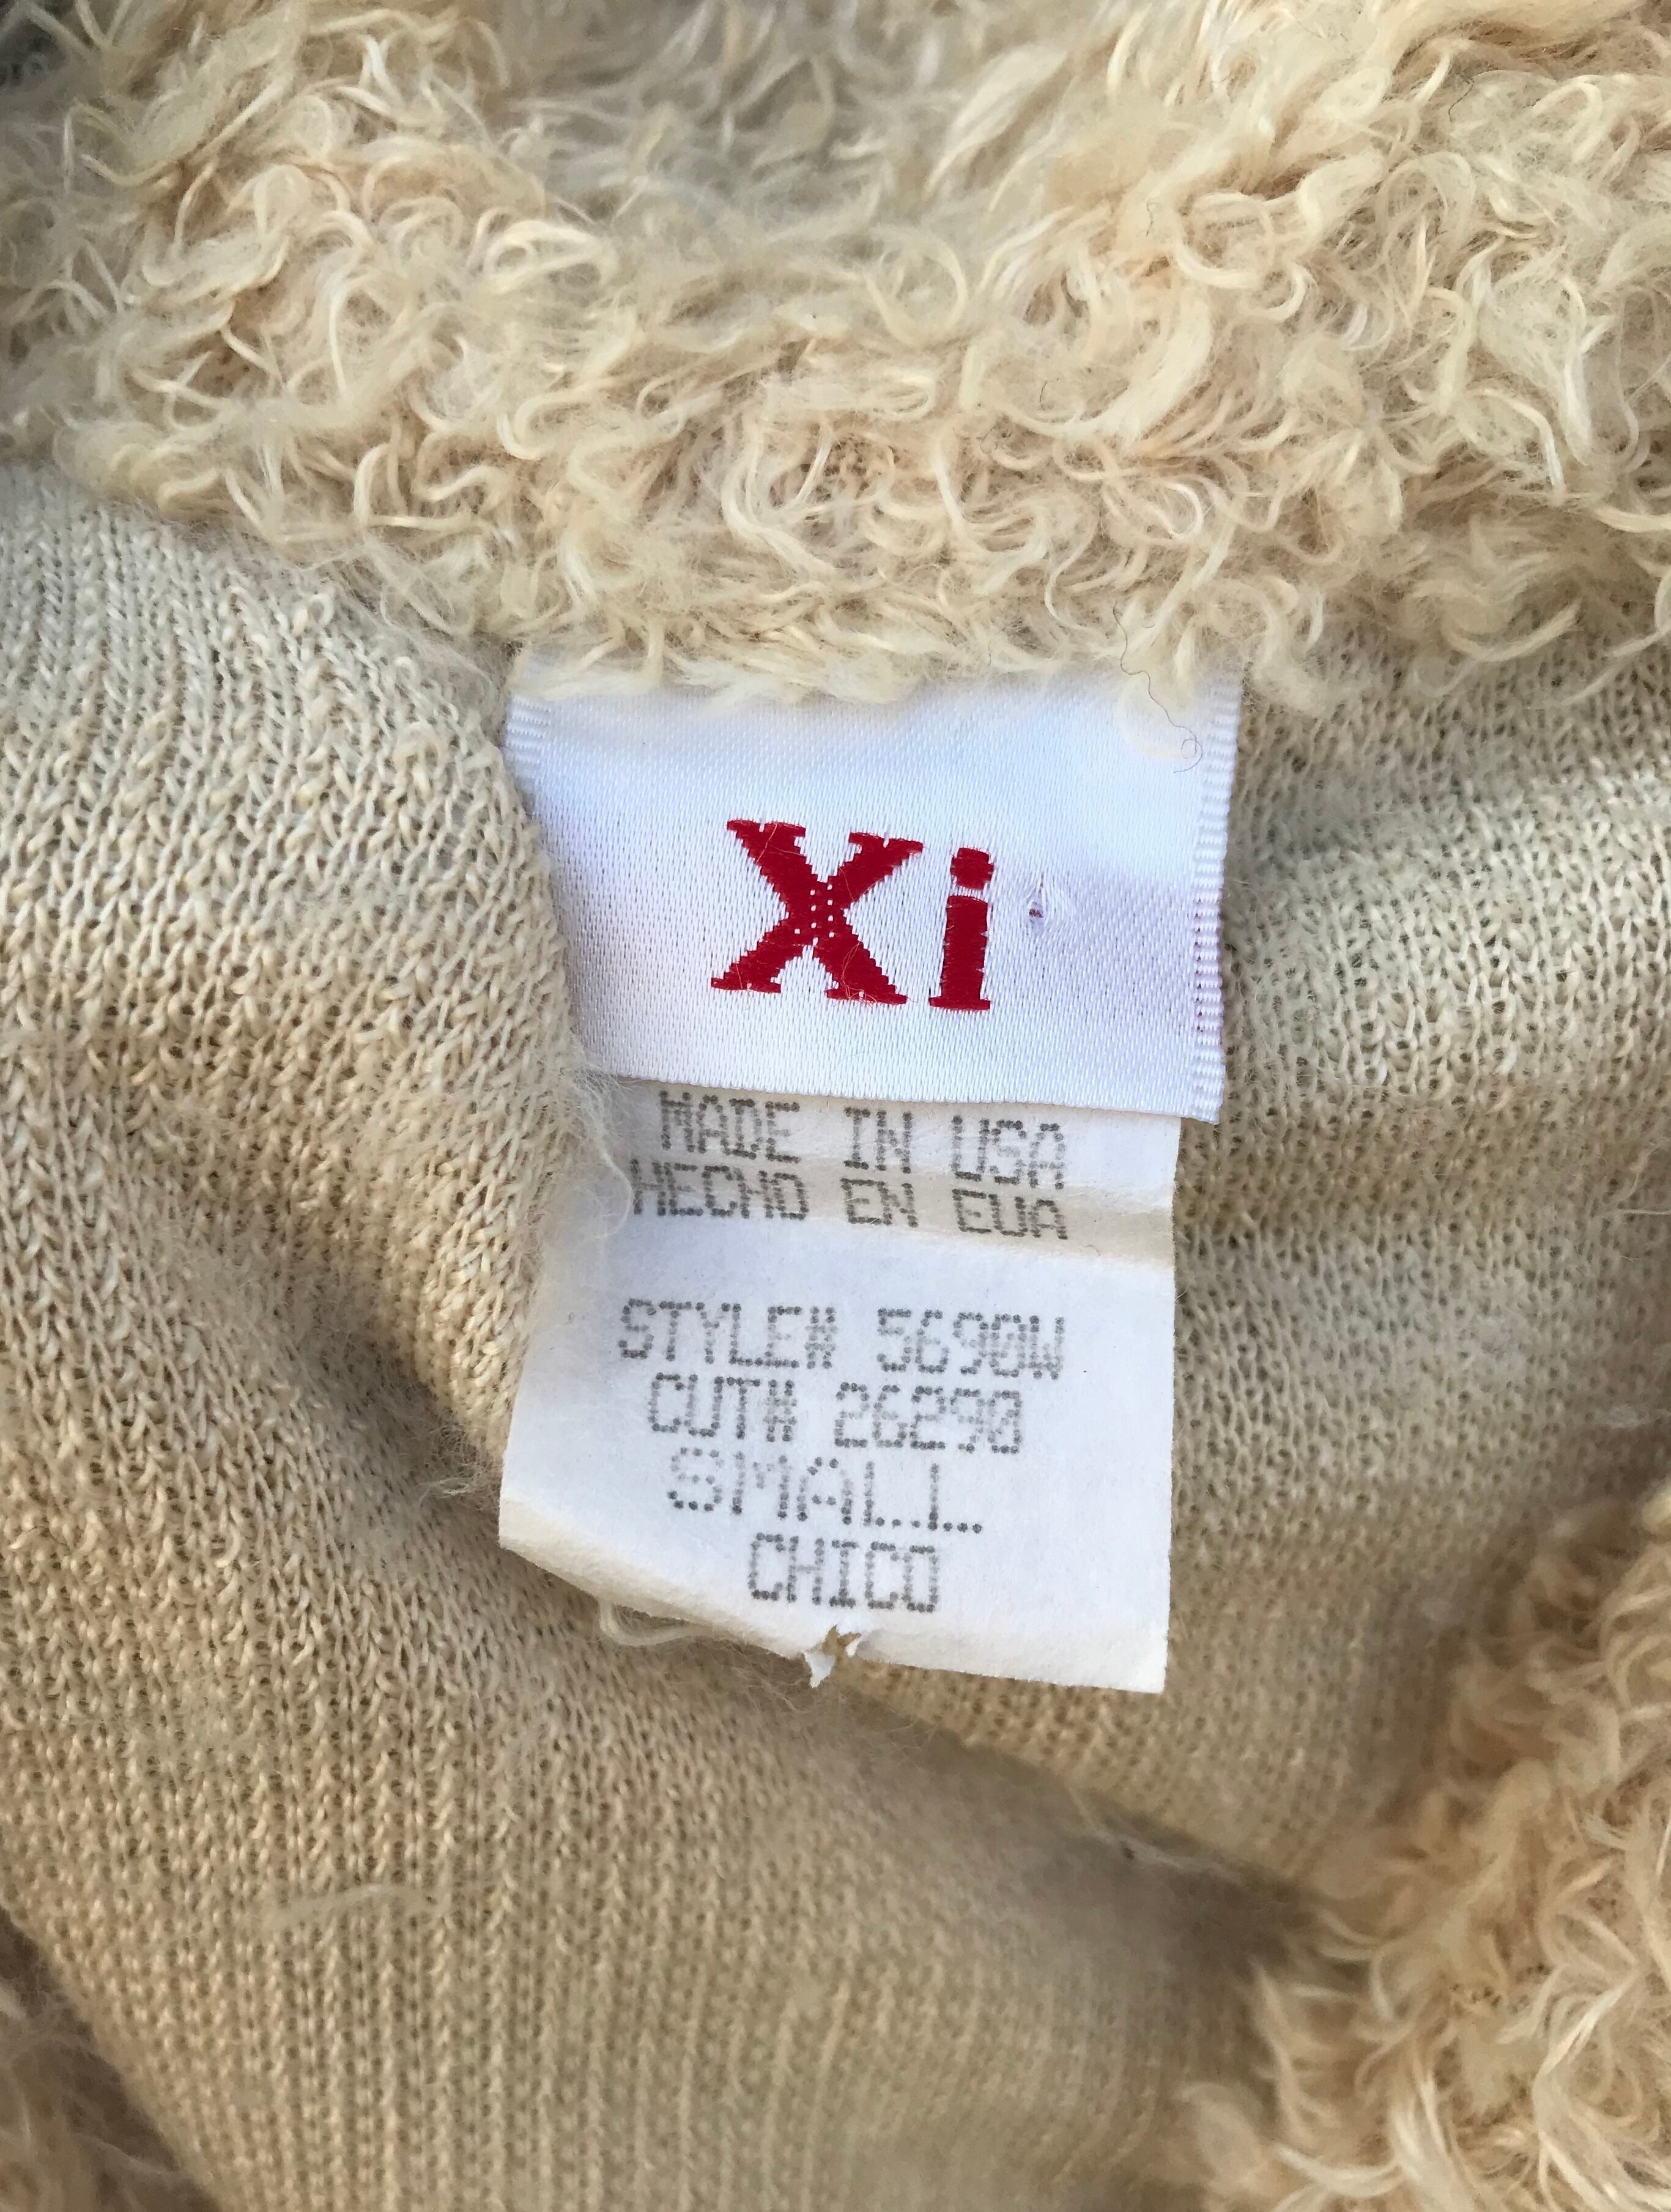 Xi
MADE IN USA
HECHO EN EUA
STYLE# 5690W
CUT# 26290
SMALL
CHICO